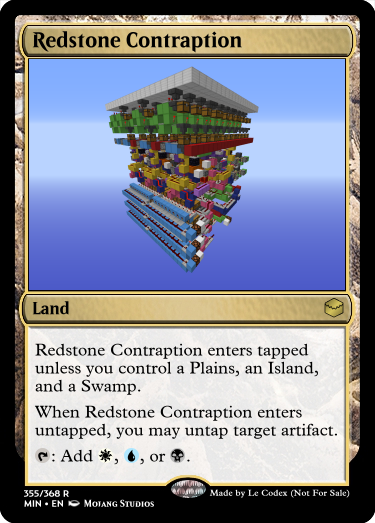 Redstone Contraption
Land
Redstone Contraption enters tapped
unless you control a Plains, an Island,
and a Swamp.
When Redstone Contraption enters
untapped, you may untap target artifact.
: Add , , or .
355/368 R
MIN • EN Mojang Studios
Made by Le Codex (Not For Sale)